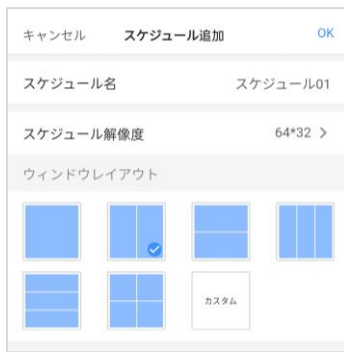 キャンセル スケジュール追加 OK
スケジュール名 スケジュール01
スケジュール解像度 64*32 >
ウィンドウレイアウト
カスタム